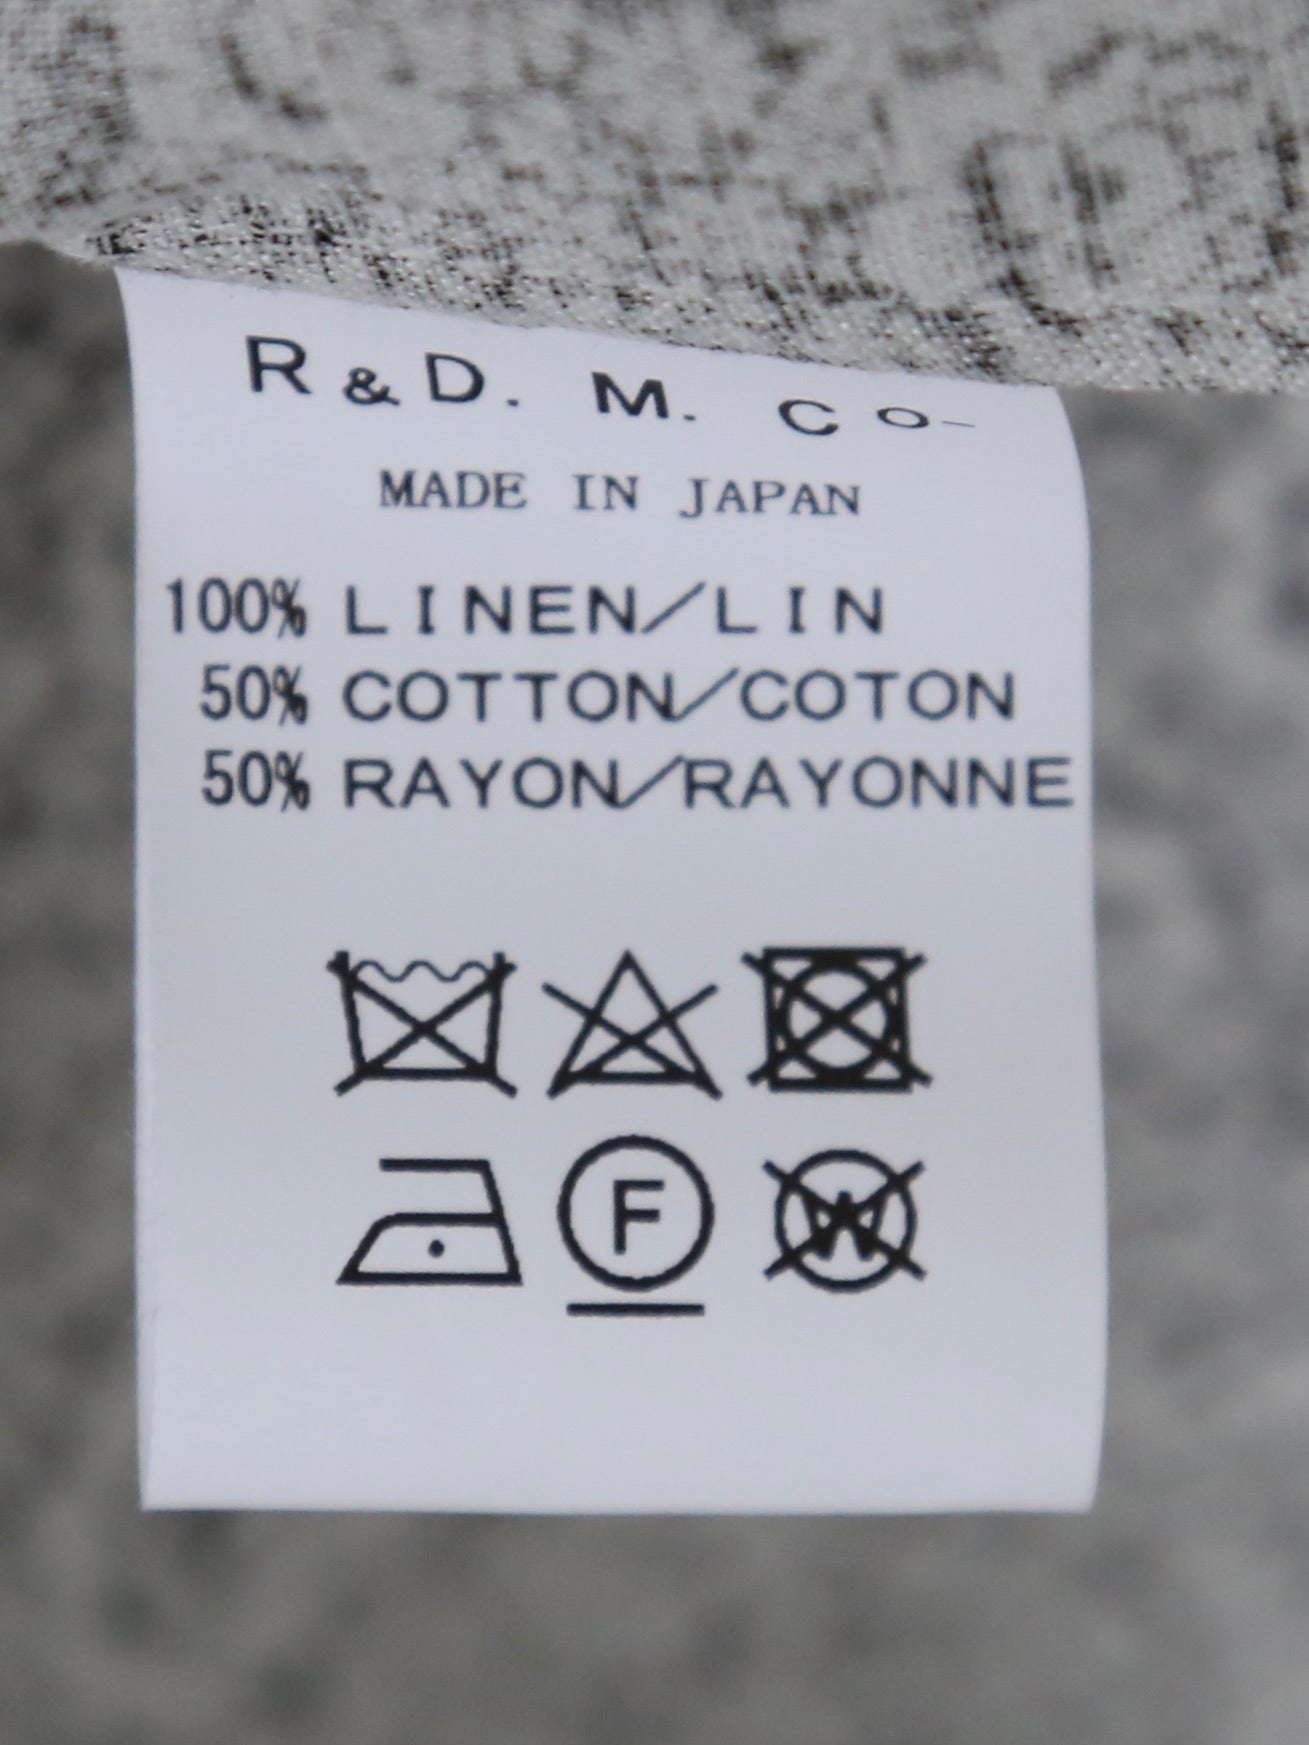 R & D. M. Co-
MADE IN JAPAN
100% LINEN/LIN
50% COTTON/COTON
50% RAYON/RAYONNE
F W